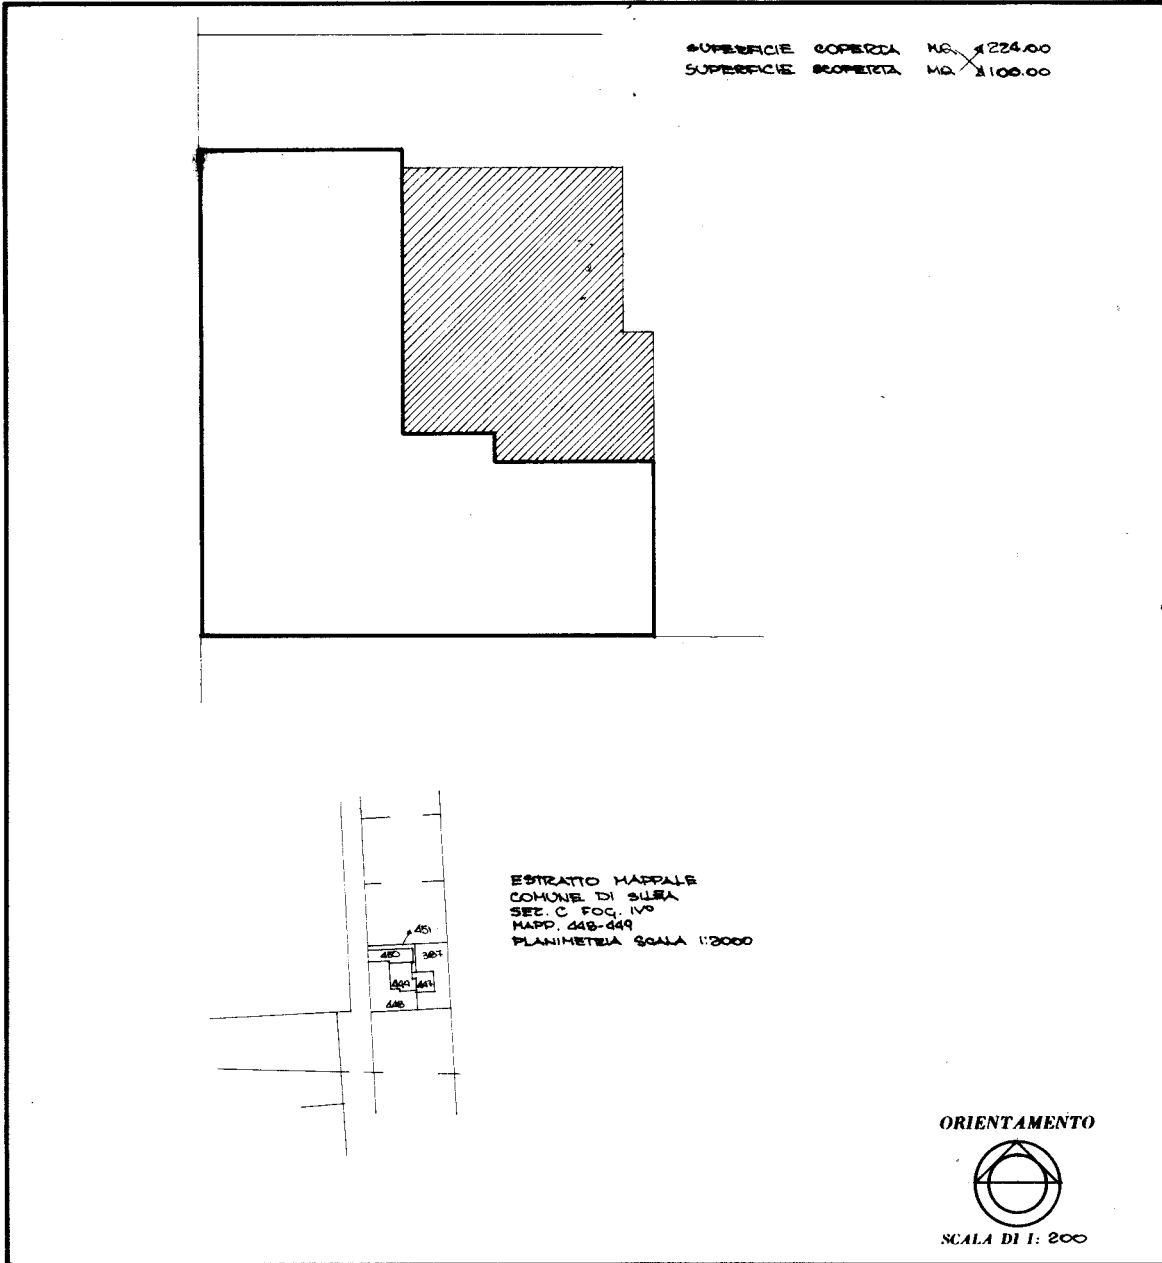 SUPERFICIE COPERTA MQ 224.00
SUPERFICIE SCOPERTA MQ 100.00
ESTRATTO MAPPALE
COMUNE DI SILEA
SEZ. C FOG. IVº
MAPP. 448-449
PLANIMETRIA SCALA 1:2000
451
450 387
449 447
448
ORIENTAMENTO
SCALA DI 1: 200